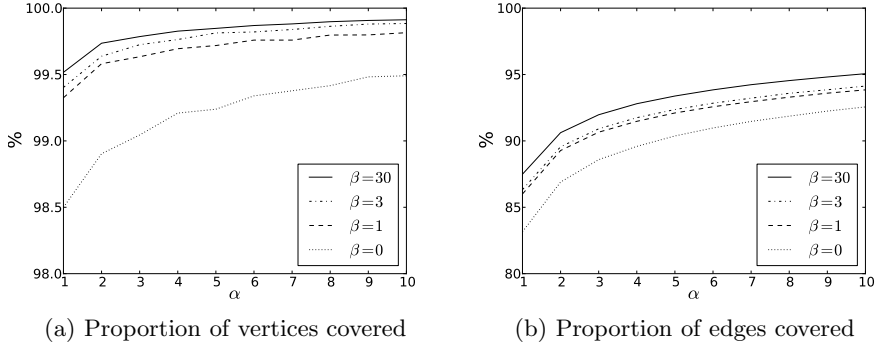 100.0
99.5
99.0
98.5
98.0
%
1 2 3 4 5 6 7 8 9 10
α
β=30
β=3
β=1
β=0
(a) Proportion of vertices covered
100
95
90
85
80
%
1 2 3 4 5 6 7 8 9 10
α
β=30
β=3
β=1
β=0
(b) Proportion of edges covered